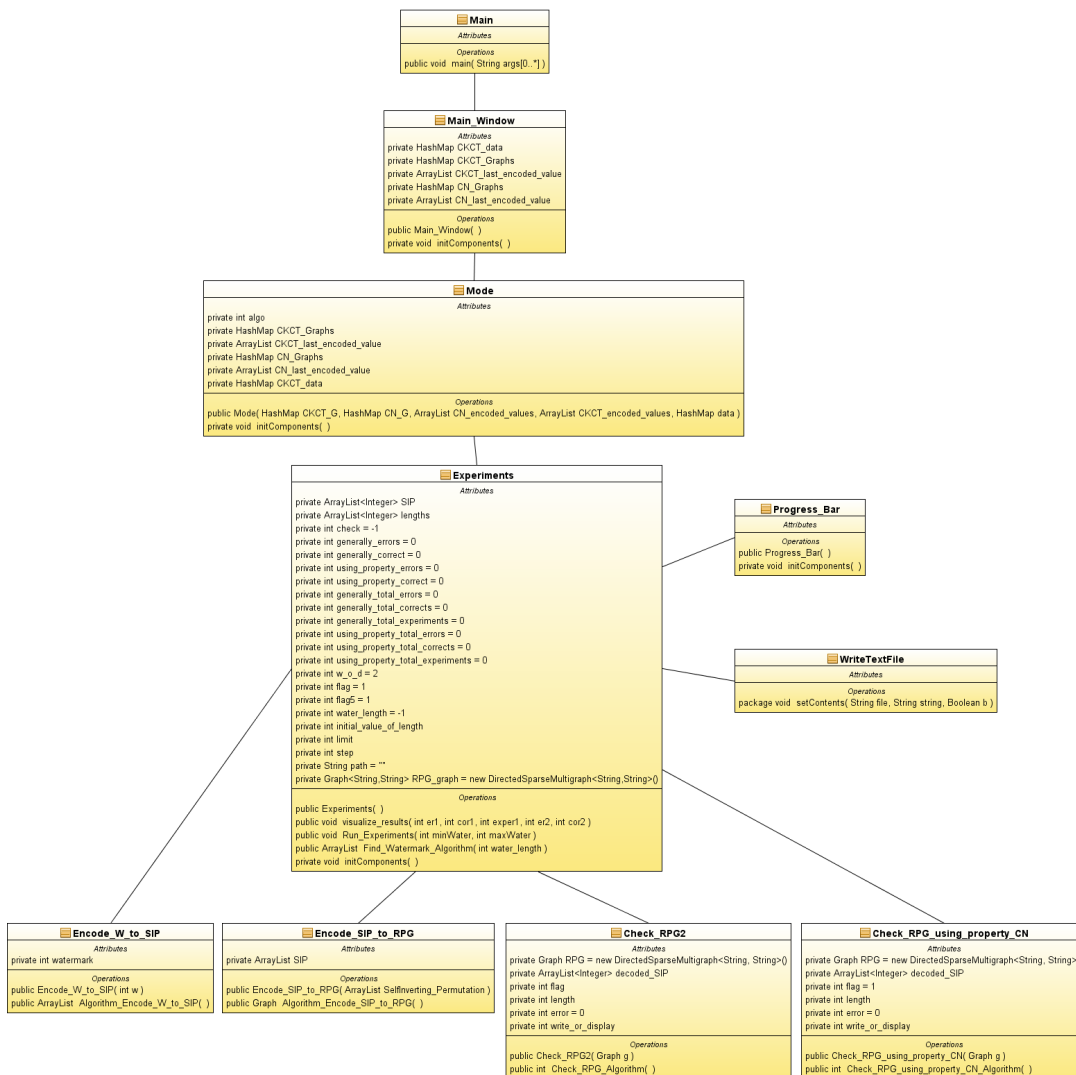 Main
Attributes
Operations
public void main( String args[0..*] )
Main_Window
Attributes
private HashMap CKCT_data
private HashMap CKCT_Graphs
private ArrayList CKCT_last_encoded_value
private HashMap CN_Graphs
private ArrayList CN_last_encoded_value
Operations
public Main_Window( )
private void initComponents( )
Mode
Attributes
private int algo
private HashMap CKCT_Graphs
private ArrayList CKCT_last_encoded_value
private HashMap CN_Graphs
private ArrayList CN_last_encoded_value
private HashMap CKCT_data
Operations
public Mode( HashMap CKCT_G, HashMap CN_G, ArrayList CN_encoded_values, ArrayList CKCT_encoded_values, HashMap data )
private void initComponents( )
Experiments
Attributes
private ArrayList<Integer> SIP
private ArrayList<Integer> lengths
private int check = -1
private int generally_errors = 0
private int generally_correct = 0
private int using_property_errors = 0
private int using_property_correct = 0
private int generally_total_errors = 0
private int generally_total_corrects = 0
private int generally_total_experiments = 0
private int using_property_total_errors = 0
private int using_property_total_corrects = 0
private int using_property_total_experiments = 0
private int w_o_d = 2
private int flag = 1
private int flag5 = 1
private int water_length = -1
private int initial_value_of_length
private int limit
private int step
private String path = ""
private Graph<String,String> RPG_graph = new DirectedSparseMultigraph<String,String>()
Operations
public Experiments( )
public void visualize_results( int er1, int cor1, int exper1, int er2, int cor2 )
public void Run_Experiments( int minWater, int maxWater )
public ArrayList Find_Watermark_Algorithm( int water_length )
private void initComponents( )
Progress_Bar
Attributes
Operations
public Progress_Bar( )
private void initComponents( )
WriteTextFile
Attributes
Operations
package void setContents( String file, String string, Boolean b )
Encode_W_to_SIP
Attributes
private int watermark
Operations
public Encode_W_to_SIP( int w )
public ArrayList Algorithm_Encode_W_to_SIP( )
Encode_SIP_to_RPG
Attributes
private ArrayList SIP
Operations
public Encode_SIP_to_RPG( ArrayList SelfInverting_Permutation )
public Graph Algorithm_Encode_SIP_to_RPG( )
Check_RPG2
Attributes
private Graph RPG = new DirectedSparseMultigraph<String, String>()
private ArrayList<Integer> decoded_SIP
private int flag
private int length
private int error = 0
private int write_or_display
Operations
public Check_RPG2( Graph g )
public int Check_RPG_Algorithm( )
Check_RPG_using_property_CN
Attributes
private Graph RPG = new DirectedSparseMultigraph<String, String>
private ArrayList<Integer> decoded_SIP
private int flag = 1
private int length
private int error = 0
private int write_or_display
Operations
public Check_RPG_using_property_CN( Graph g )
public int Check_RPG_using_property_CN_Algorithm( )